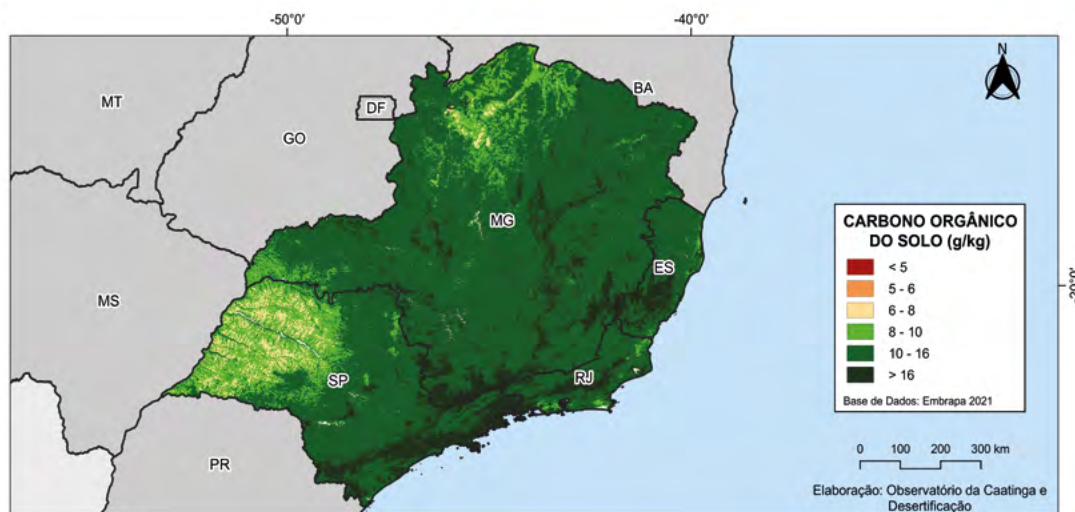 -50°0'
-40°0'
N
MT
DF
BA
GO
MG
CARBONO ORGÂNICO
DO SOLO (g/kg)
< 5
5 - 6
6 - 8
8 - 10
10 - 16
> 16
Base de Dados: Embrapa 2021
ES
-20°0'
MS
SP
RJ
PR
0 100 200 300 km
Elaboração: Observatório da Caatinga e
Desertificação